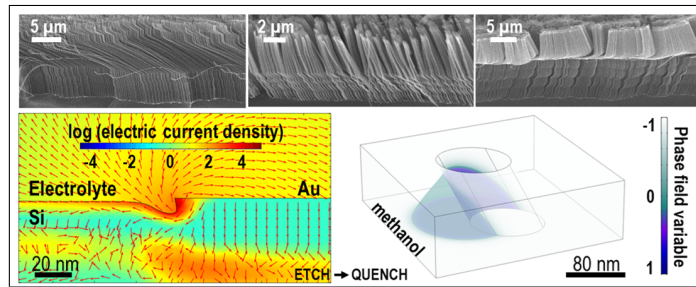 5 µm
2 µm
5 µm
log (electric current density)
-4 -2 0 2 4
Electrolyte
Au
Si
20 nm
ETCH → QUENCH
methanol
80 nm
-1
0
1
Phase field variable